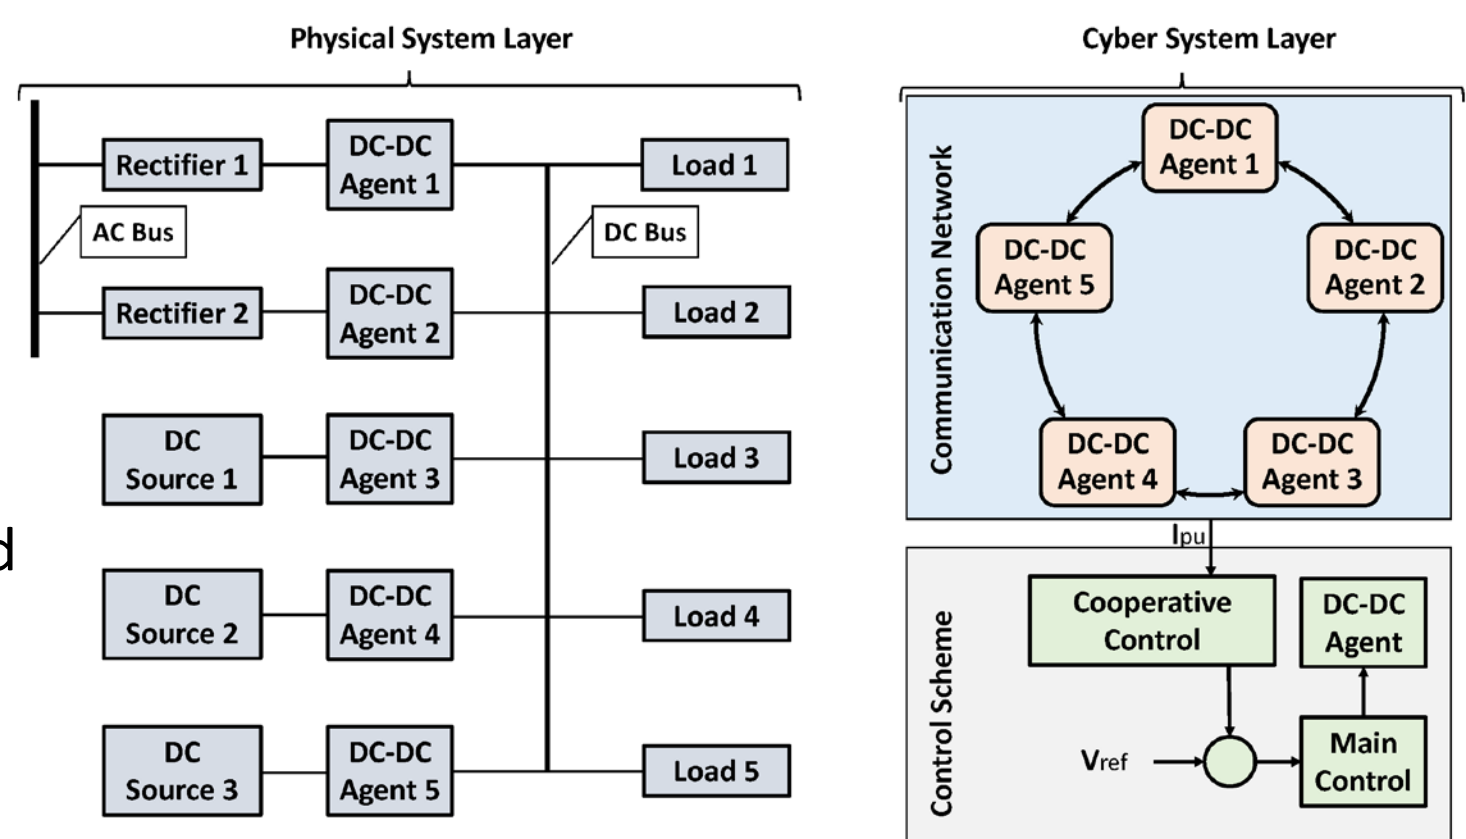 Physical System Layer
Rectifier 1
DC-DC
Agent 1
Load 1
AC Bus
DC Bus
Rectifier 2
DC-DC
Agent 2
Load 2
DC
Source 1
DC-DC
Agent 3
Load 3
d
DC
Source 2
DC-DC
Agent 4
Load 4
DC
Source 3
DC-DC
Agent 5
Load 5
Cyber System Layer
Communication Network
DC-DC
Agent 1
DC-DC
Agent 5
DC-DC
Agent 2
DC-DC
Agent 4
DC-DC
Agent 3
Ipu
Control Scheme
Cooperative
Control
DC-DC
Agent
Vref
Main
Control